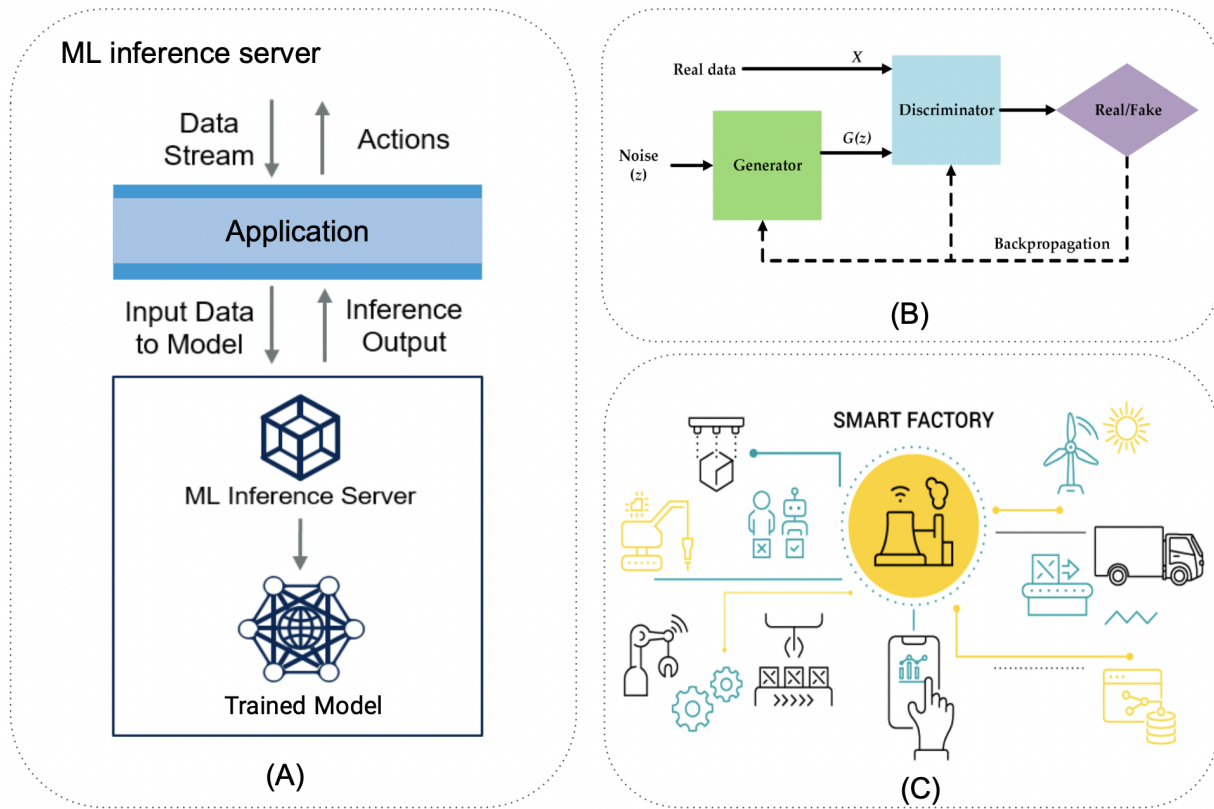 ML inference server
Data
Stream
Actions
Application
Input Data
to Model
Inference
Output
ML Inference Server
Trained Model
(A)
Real data
X
Discriminator
Real/Fake
Noise
(z)
Generator
G(z)
Backpropagation
(B)
SMART FACTORY
(C)